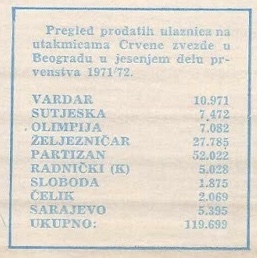 Pregled prodatih ulaznica na
utakmicama Crvene zvezde u
Beogradu u jesenjem delu pr-
venstva 1971/72.
VARDAR 10.971
SUTJESKA 7.472
OLIMPIJA 7.082
ŽELJEZNIČAR 27.785
PARTIZAN 52.022
RADNIČKI (K) 5.028
SLOBODA 1.875
ČELIK 2.069
SARAJEVO 5.395
UKUPNO: 119.699